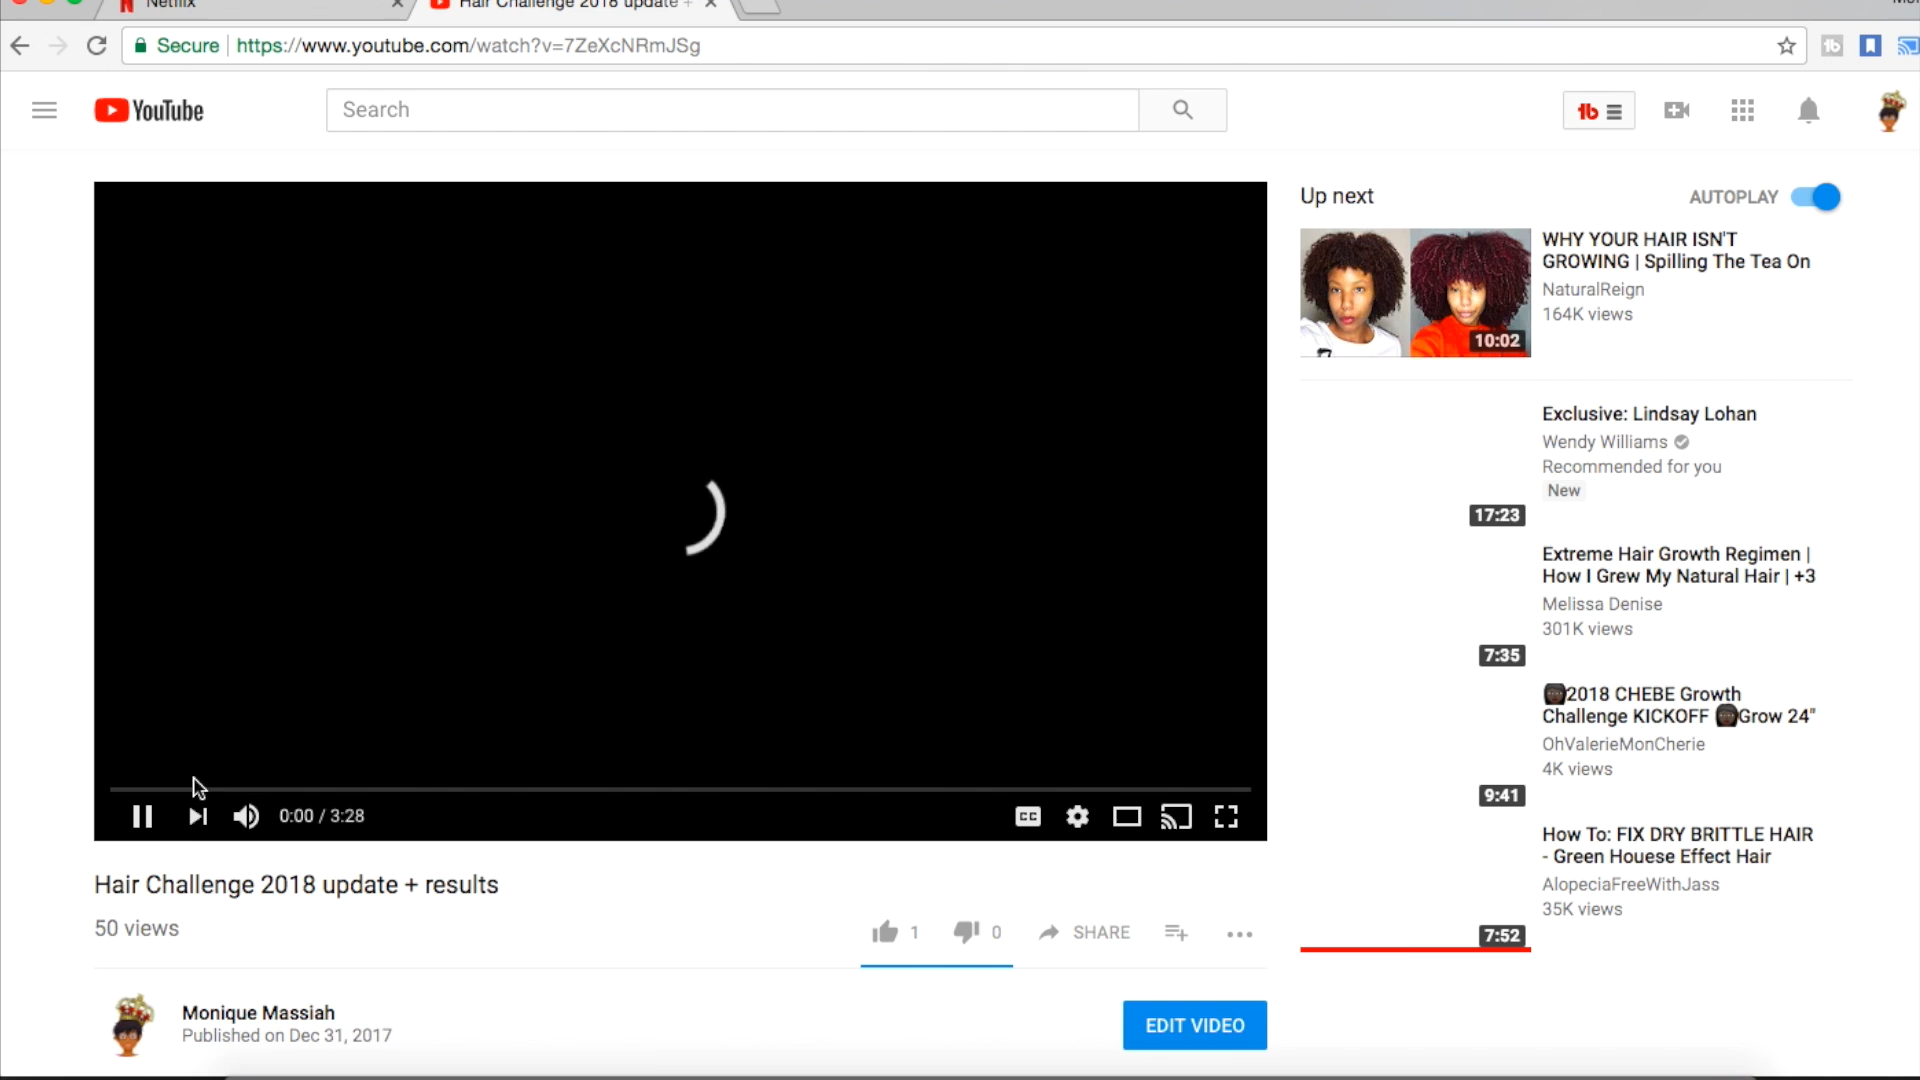 Netflix
Hair Challenge 2018 update +
Secure
https://www.youtube.com/watch?v=7ZeXcNRmJSg
YouTube
Search
Up next
AUTOPLAY
WHY YOUR HAIR ISN'T
GROWING | Spilling The Tea On
NaturalReign
164K views
10:02
Exclusive: Lindsay Lohan
Wendy Williams
Recommended for you
New
17:23
Extreme Hair Growth Regimen |
How I Grew My Natural Hair | +3
Melissa Denise
301K views
7:35
2018 CHEBE Growth
Challenge KICKOFF Grow 24"
OhValerieMonCherie
4K views
9:41
How To: FIX DRY BRITTLE HAIR
- Green Houese Effect Hair
AlopeciaFreeWithJass
35K views
7:52
0:00 / 3:28
CC
Hair Challenge 2018 update + results
50 views
1
0
SHARE
Monique Massiah
Published on Dec 31, 2017
EDIT VIDEO